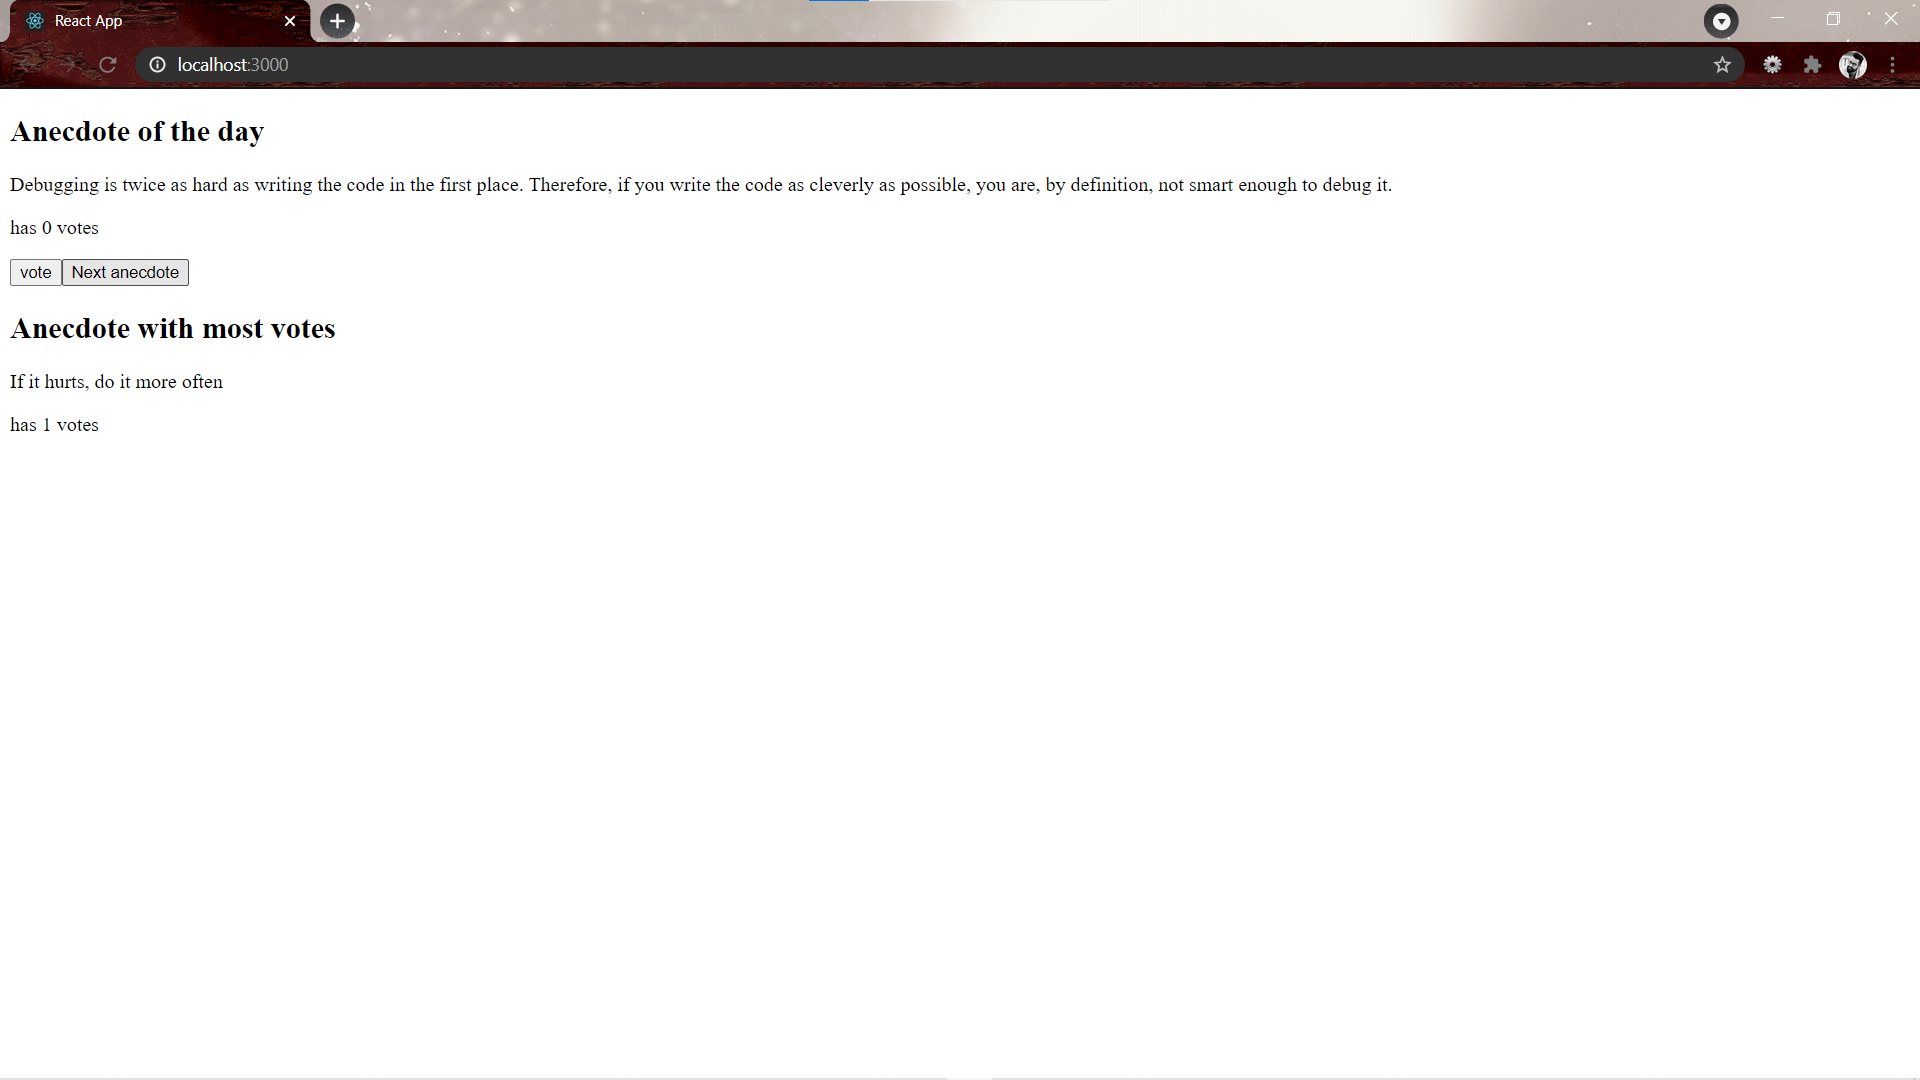 React App
localhost:3000
Anecdote of the day
Debugging is twice as hard as writing the code in the first place. Therefore, if you write the code as cleverly as possible, you are, by definition, not smart enough to debug it.
has 0 votes
vote Next anecdote
Anecdote with most votes
If it hurts, do it more often
has 1 votes